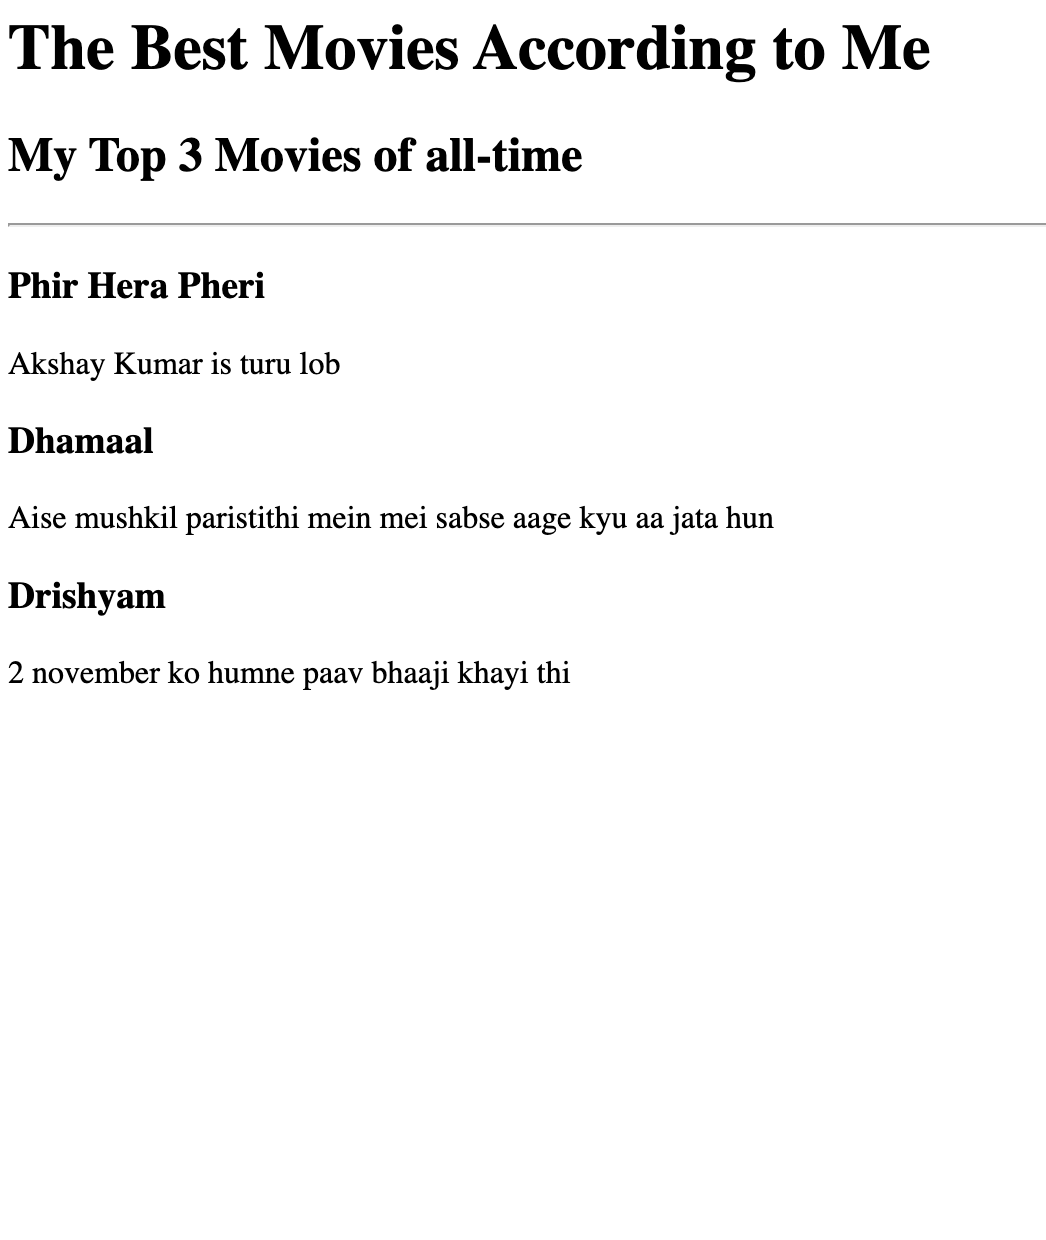 The Best Movies According to Me
My Top 3 Movies of all-time
Phir Hera Pheri
Akshay Kumar is turu lob
Dhamaal
Aise mushkil paristithi mein mei sabse aage kyu aa jata hun
Drishyam
2 november ko humne paav bhaaji khayi thi